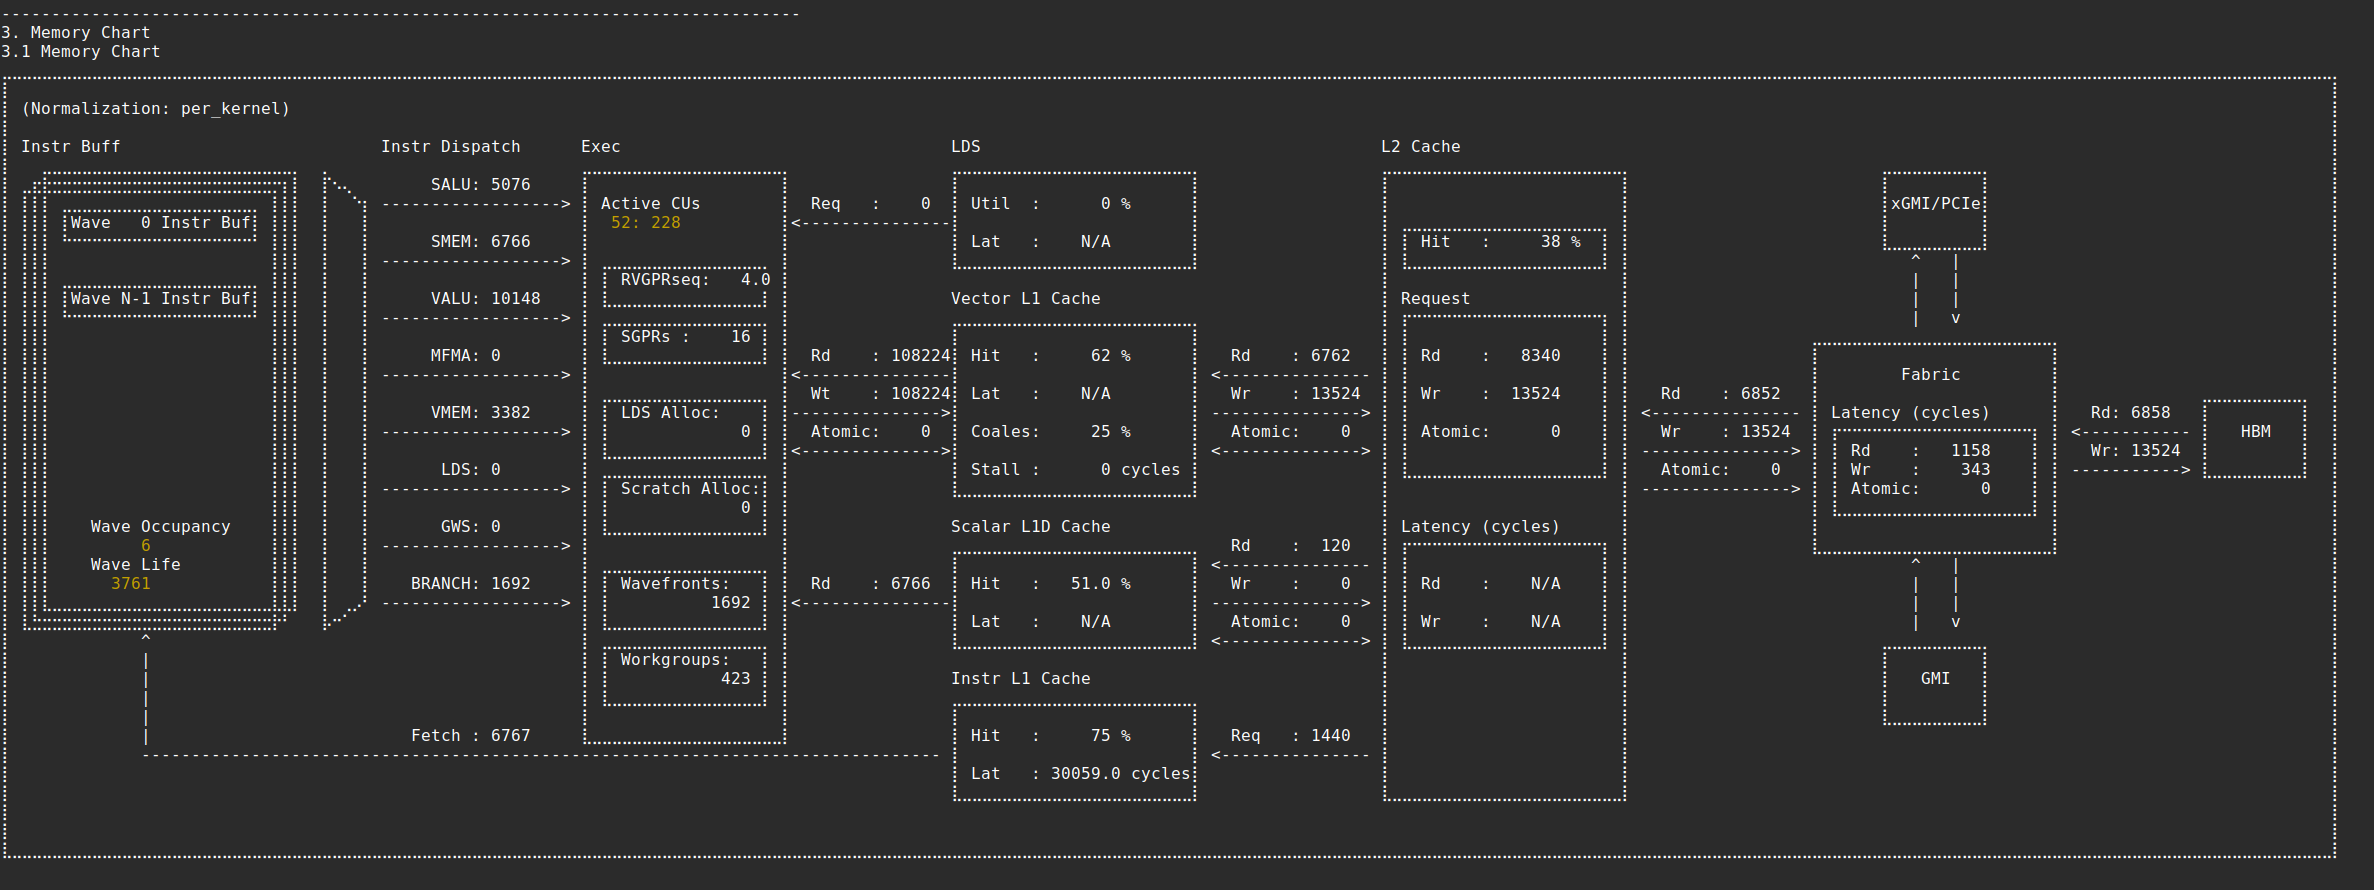 --------------------------------------------------------------------------------
3. Memory Chart
3.1 Memory Chart
(Normalization: per_kernel)
Instr Buff Instr Dispatch Exec LDS L2 Cache
SALU: 5076
Active CUs Req : 0 Util : 0 % xGMI/PCIe
Wave 0 Instr Buf 52: 228
SMEM: 6766 Lat : N/A Hit : 38 %
RVGPRseq: 4.0
Wave N-1 Instr Buf VALU: 10148 Vector L1 Cache Request
SGPRs : 16
MFMA: 0 Rd : 108224 Hit : 62 % Rd : 6762 Rd : 8340
Fabric
Wt : 108224 Lat : N/A Wr : 13524 Wr : 13524 Rd : 6852
VMEM: 3382 LDS Alloc: Latency (cycles) Rd: 6858
0 Atomic: 0 Coales: 25 % Atomic: 0 Atomic: 0 Wr : 13524 HBM
Rd : 1158 Wr: 13524
LDS: 0 Stall : 0 cycles Atomic: 0 Wr : 343
Scratch Alloc: Atomic: 0
0
Wave Occupancy GWS: 0 Scalar L1D Cache Latency (cycles)
6 Rd : 120
Wave Life
3761 BRANCH: 1692 Wavefronts: Rd : 6766 Hit : 51.0 % Wr : 0 Rd : N/A
1692
Lat : N/A Atomic: 0 Wr : N/A
Workgroups:
423 Instr L1 Cache GMI
Fetch : 6767 Hit : 75 % Req : 1440
Lat : 30059.0 cycles